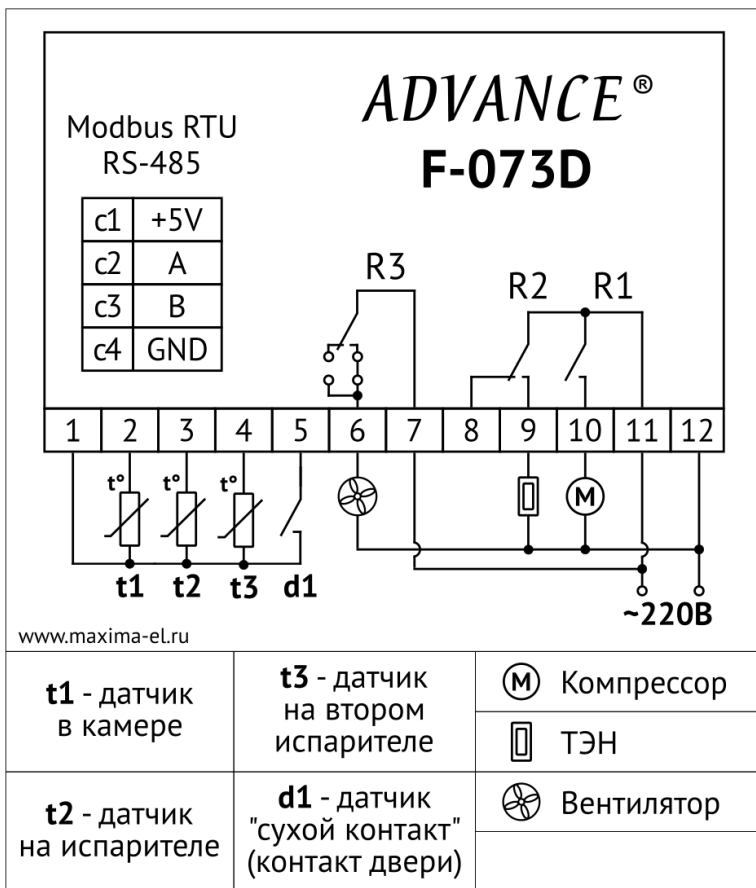 ADVANCE®
F-073D
Modbus RTU
RS-485
c1 +5V
c2 A
c3 B
c4 GND
R3
R2 R1
1 2 3 4 5 6 7 8 9 10 11 12
t° t° t°
M
t1 t2 t3 d1
~220В
www.maxima-el.ru
t1 - датчик
в камере
t3 - датчик
на втором
испарителе
M Компрессор
ТЭН
t2 - датчик
на испарителе
d1 - датчик
"сухой контакт"
(контакт двери)
Вентилятор